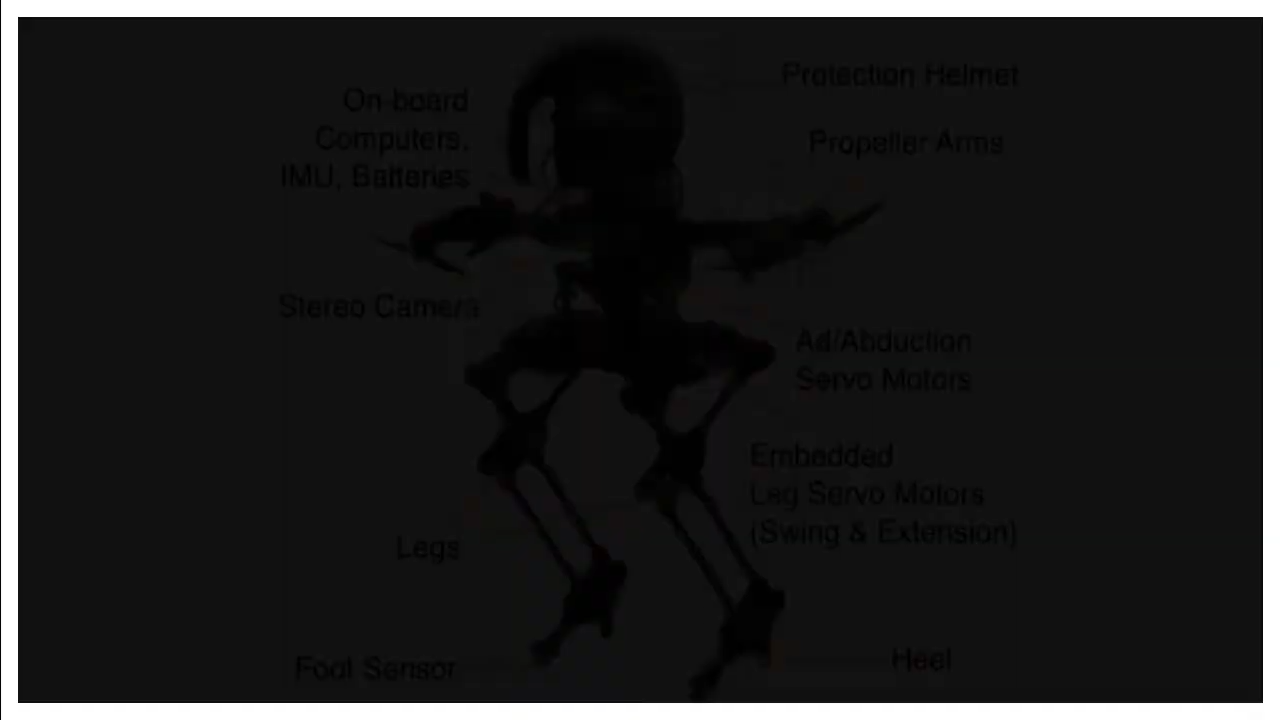 Protection Helmet
On-board
Computers,
IMU, Batteries
Propeller Arms
Stereo Camera
Ad/Abduction
Servo Motors
Embedded
Leg Servo Motors
(Swing & Extension)
Legs
Foot Sensor
Heel